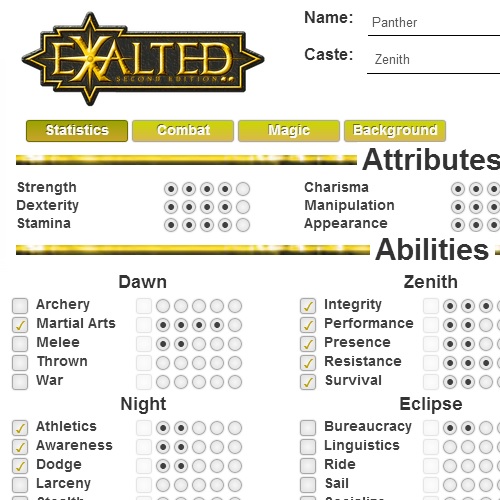 EXALTED
SECOND EDITION
Name: Panther
Caste: Zenith
Statistics Combat Magic Background
Attributes
Strength Charisma
Dexterity Manipulation
Stamina Appearance
Abilities
Dawn Zenith
Archery Integrity
Martial Arts Performance
Melee Presence
Thrown Resistance
War Survival
Night Eclipse
Athletics Bureaucracy
Awareness Linguistics
Dodge Ride
Larceny Sail
Stealth Socialize